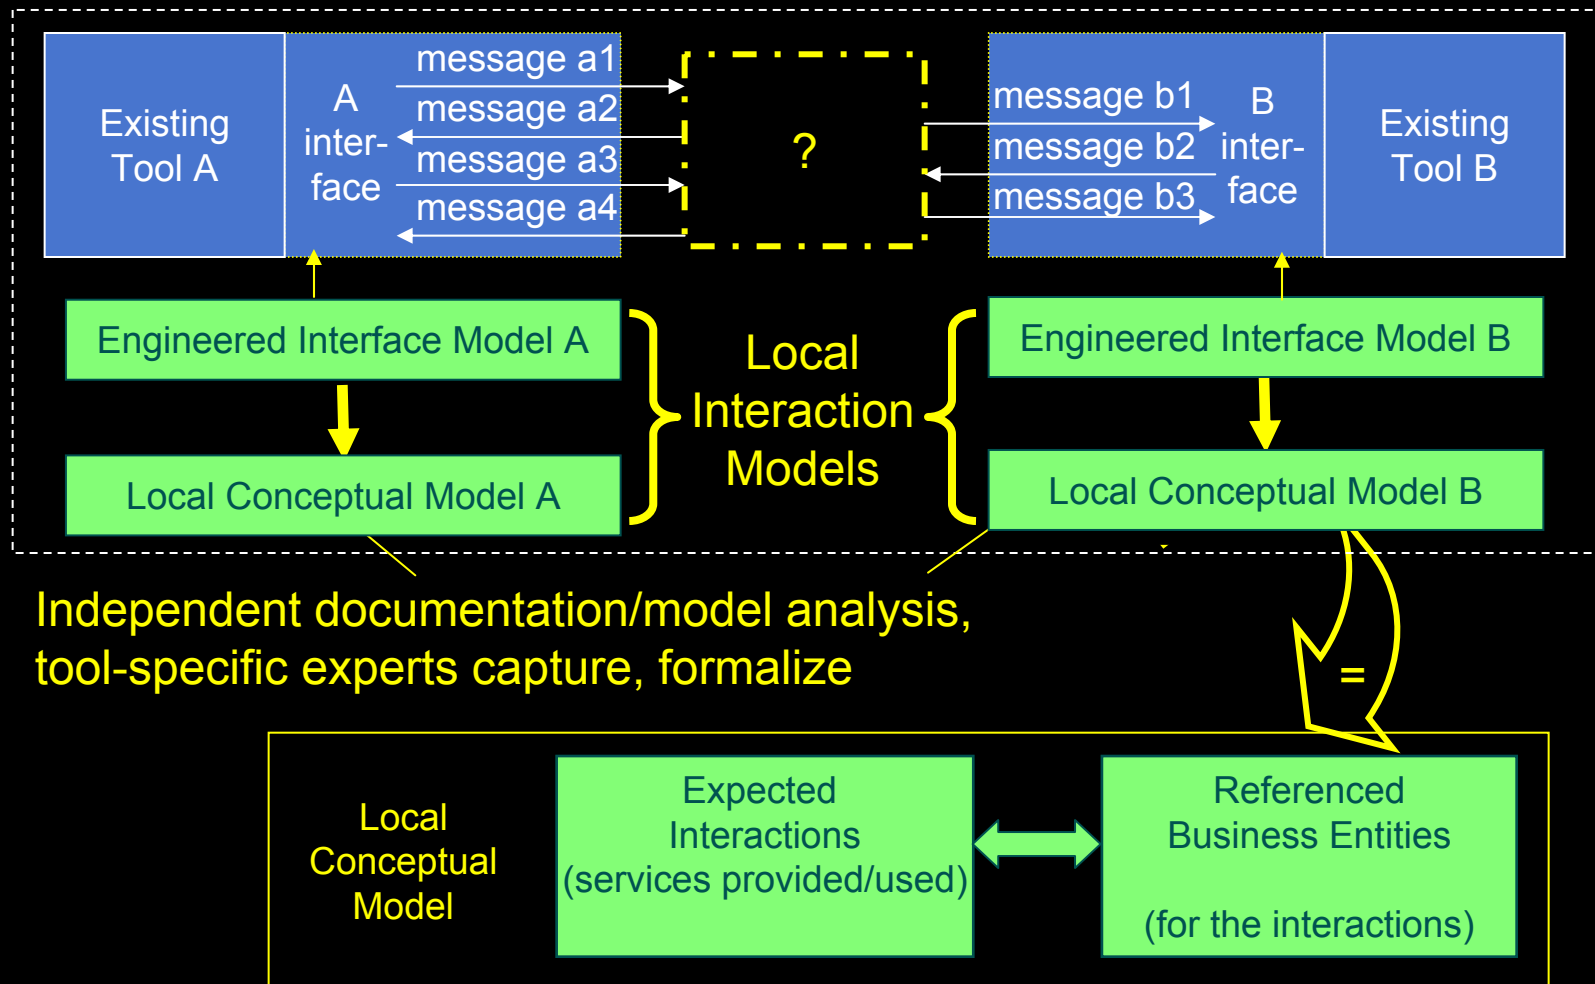 Existing
Tool A
A
inter-
face
message a1
message a2
message a3
message a4
?
message b1
message b2
message b3
B
inter-
face
Existing
Tool B
Engineered Interface Model A
Local
Interaction
Models
Engineered Interface Model B
Local Conceptual Model A
Local Conceptual Model B
Independent documentation/model analysis,
tool-specific experts capture, formalize
=
Local
Conceptual
Model
Expected
Interactions
(services provided/used)
Referenced
Business Entities
(for the interactions)